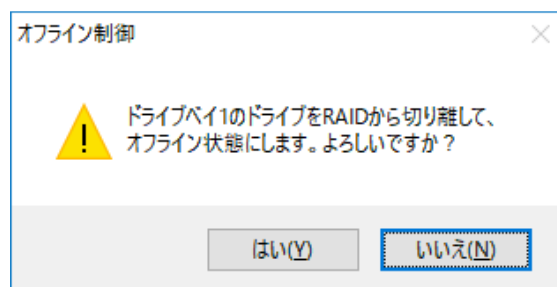 オフライン制御
ドライブベイ1のドライブをRAIDから切り離して、
オフライン状態にします。よろしいですか？
はい(Y)
いいえ(N)